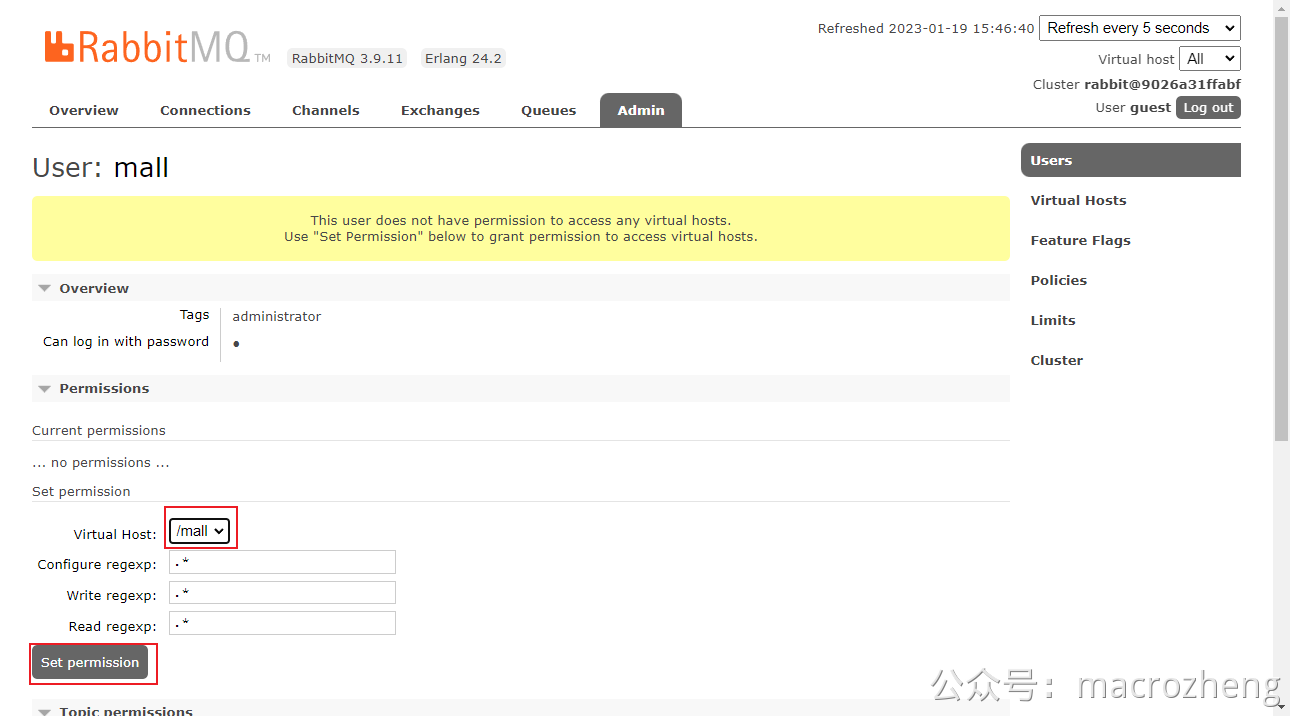 RabbitMQ TM
RabbitMQ 3.9.11
Erlang 24.2
Refreshed 2023-01-19 15:46:40
Refresh every 5 seconds
Virtual host All
Cluster rabbit@9026a31ffabf
User guest Log out
Overview Connections Channels Exchanges Queues Admin
User: mall
This user does not have permission to access any virtual hosts.
Use "Set Permission" below to grant permission to access virtual hosts.
Overview
Tags administrator
Can log in with password ●
Permissions
Current permissions
... no permissions ...
Set permission
Virtual Host: /mall
Configure regexp: .*
Write regexp: .*
Read regexp: .*
Set permission
Topic permissions
Users
Virtual Hosts
Feature Flags
Policies
Limits
Cluster
公众号：macrozheng